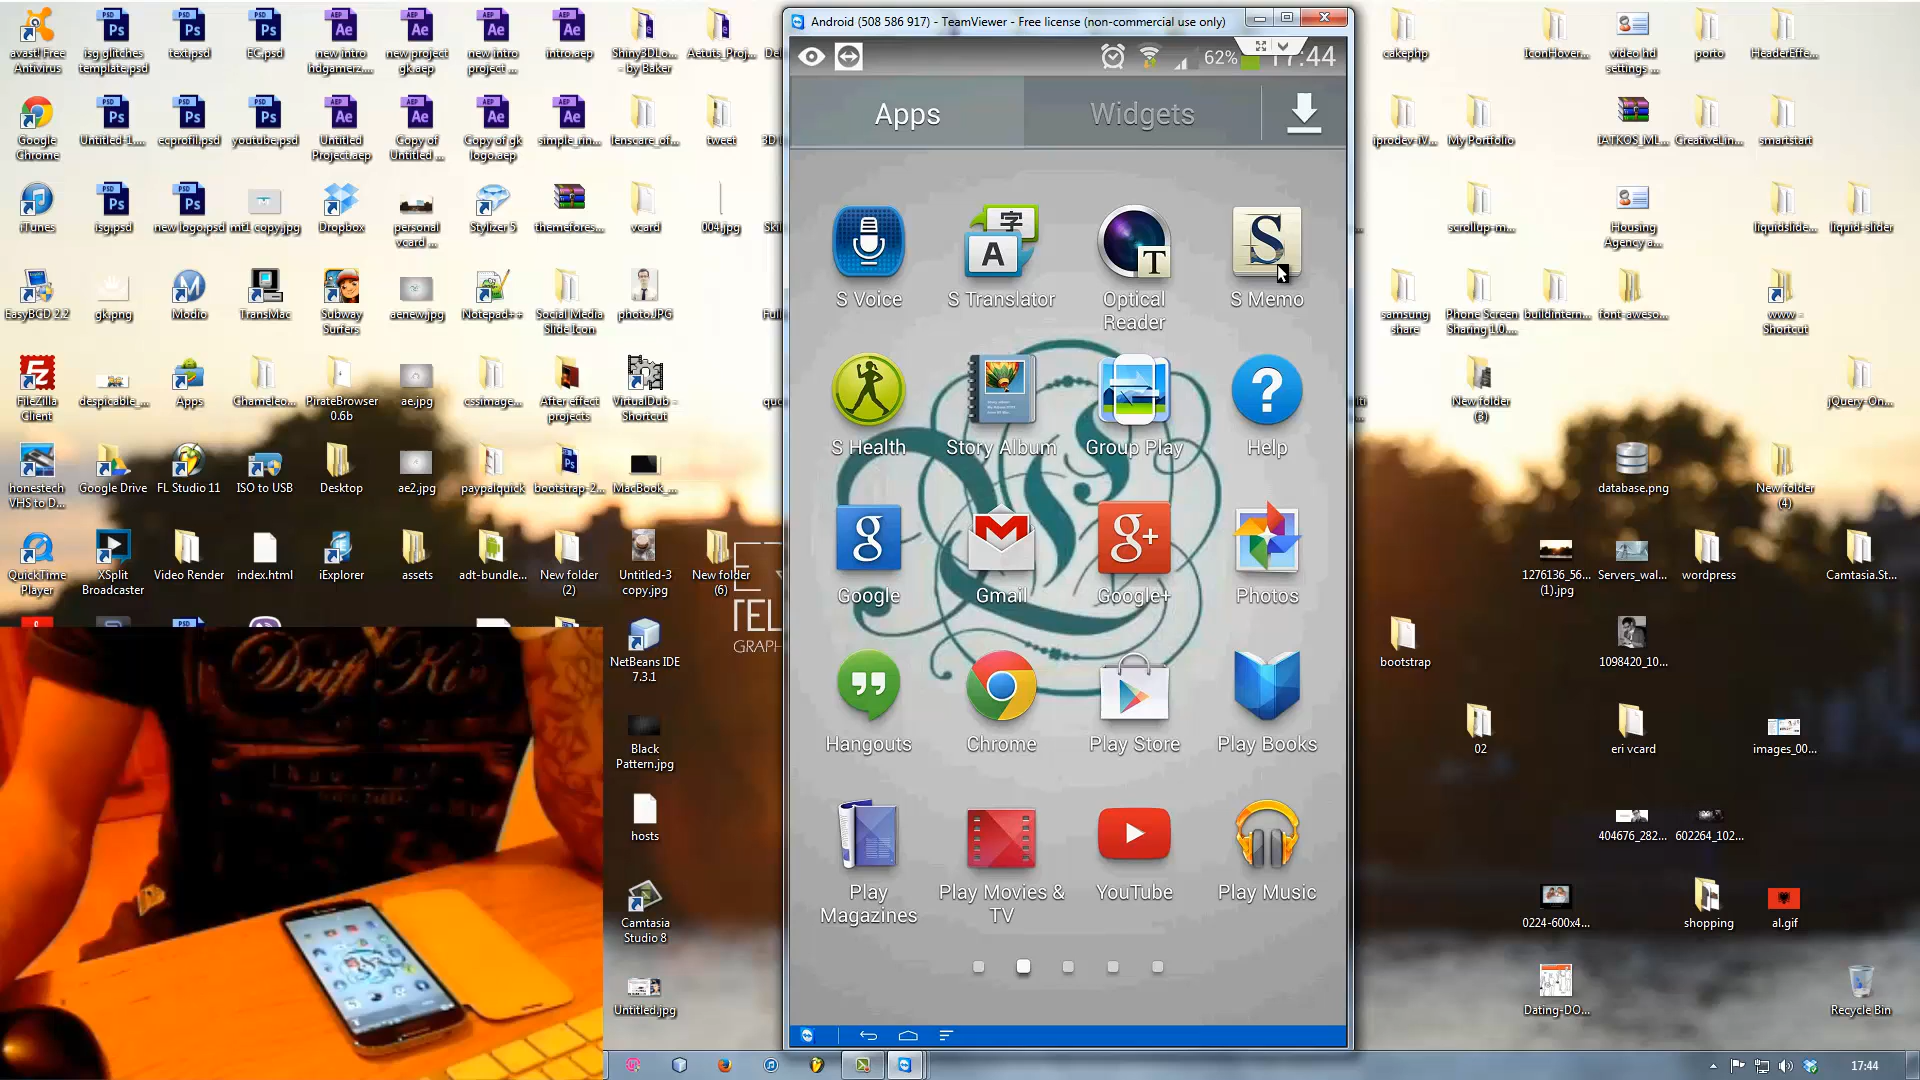 Android (508 586 917) - TeamViewer - Free license (non-commercial use only)
62%
17:44
Apps
Widgets
S Voice
S Translator
Optical
Reader
S Memo
S Health
Story Album
Group Play
Help
Google
Gmail
Google+
Photos
Hangouts
Chrome
Play Store
Play Books
Play
Magazines
Play Movies &
TV
YouTube
Play Music
avast! Free
Antivirus
isg glitches
template.psd
text.psd
EC.psd
new intro
hdgamerz....
new project
gk.aep
new intro
project ...
intro.aep
Shiny3DLo...
- by Baker
Aetuts_Proj...
Google
Chrome
Untitled-1....
ecprofil.psd
youtube.psd
Untitled
Project.aep
Copy of
Untitled ...
Copy of gk
logo.aep
simple_rin...
lenscare_of...
tweet
iTunes
isg.psd
new logo.psd
mt1 copy.jpg
Dropbox
personal
vcard ...
Stylizer 5
themefores...
vcard
004.jpg
EasyBCD 2.2
gk.png
Modio
TransMac
Subway
Surfers
aenew.jpg
Notepad++
Social Media
Slide Icon
photo.JPG
FileZilla
Client
despicable_...
Apps
Chameleo...
PirateBrowser
0.6b
ae.jpg
cssimage...
After effect
projects
VirtualDub -
Shortcut
honestech
VHS to D...
Google Drive
FL Studio 11
ISO to USB
Desktop
ae2.jpg
paypalquick
bootstrap-2...
MacBook_...
QuickTime
Player
XSplit
Broadcaster
Video Render
index.html
iExplorer
assets
adt-bundle...
New folder
(2)
Untitled-3
copy.jpg
New folder
(6)
TEL
GRAPH
NetBeans IDE
7.3.1
Black
Pattern.jpg
hosts
Camtasia
Studio 8
Untitled.jpg
Drift Kin
cakephp
IconHover...
video hd
settings ...
porto
HeaderEffe...
iprodev-iV...
My Portfolio
IATKOS_ML...
CreativeLin...
smartstart
scrollup-m...
Housing
Agency a...
liquidslide...
liquid-slider
samsung
share
Phone Screen
Sharing 1.0....
buildintern...
font-aweso...
www -
Shortcut
New folder
(3)
jQuery-On...
database.png
New folder
(4)
1276136_56...
(1).jpg
Servers_wal...
wordpress
Camtasia.St...
bootstrap
1098420_10...
02
eri vcard
images_00...
404676_282...
602264_102...
0224-600x4...
shopping
al.gif
Dating-DO...
Recycle Bin
17:44